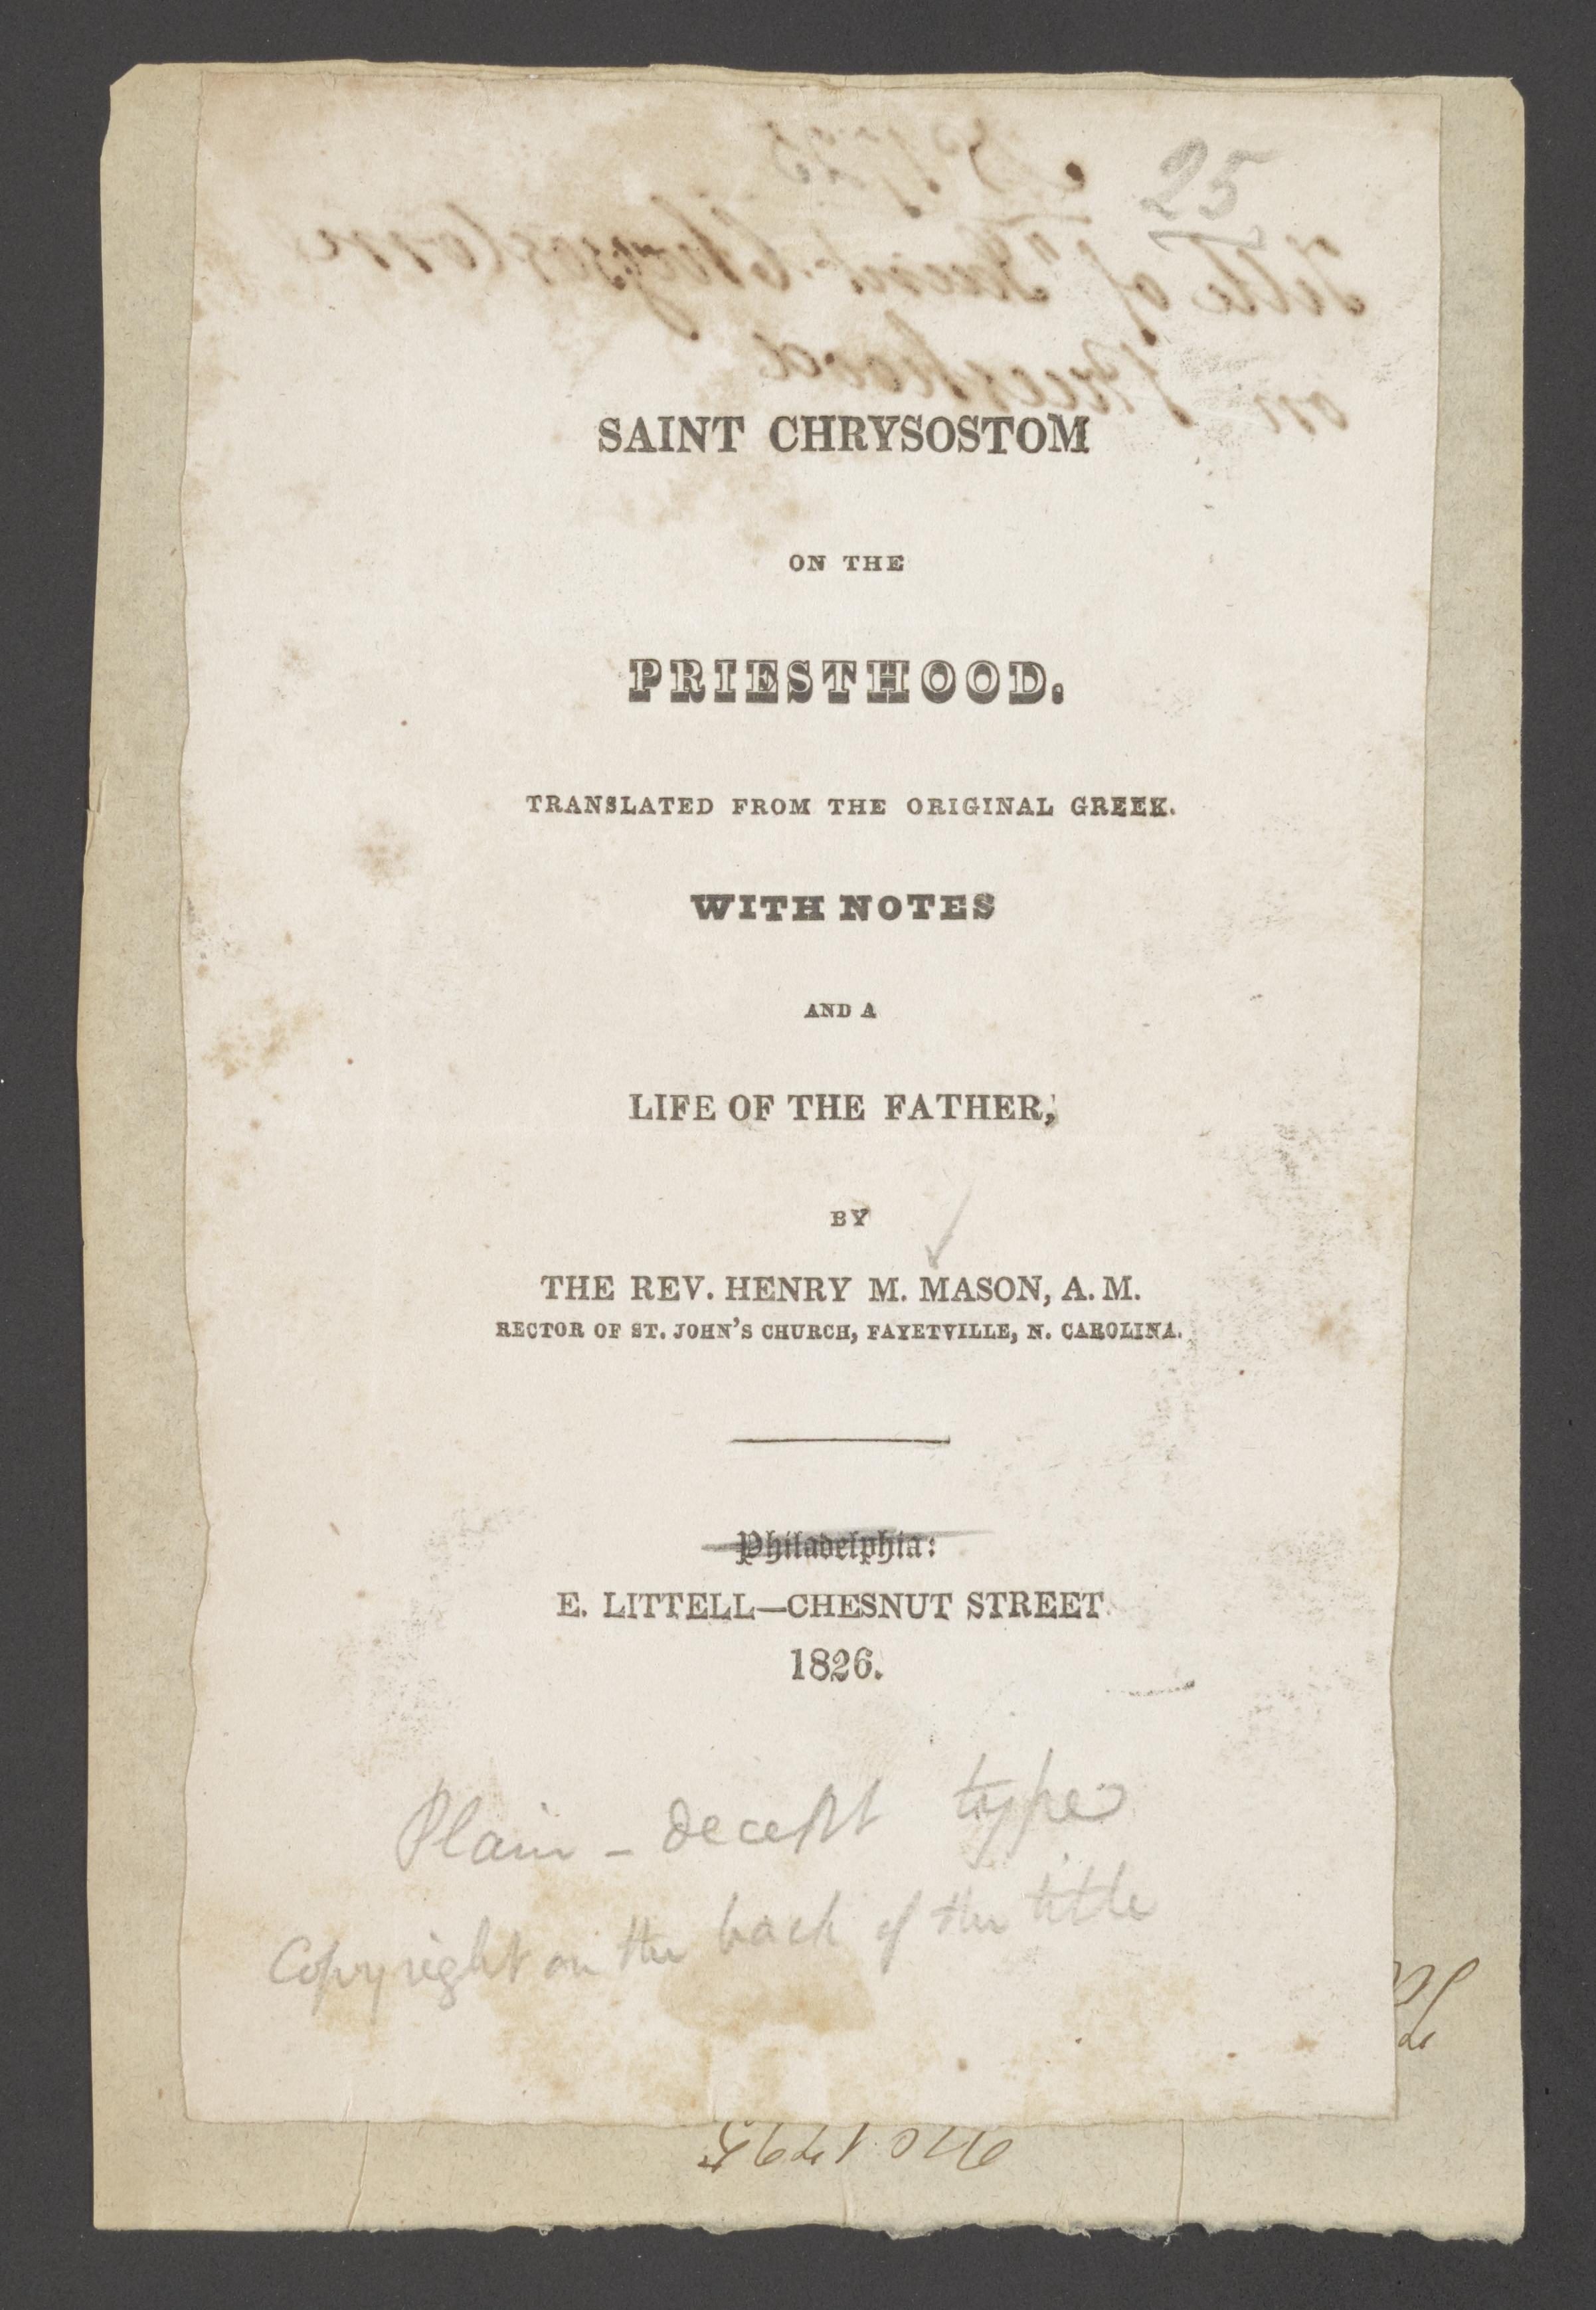 25
Title of Saint Chrysostom
on Priesthood
SAINT CHRYSOSTOM
ON THE
PRIESTHOOD.
TRANSLATED FROM THE ORIGINAL GREEK.
WITH NOTES
AND A
LIFE OF THE FATHER,
BY
THE REV. HENRY M. MASON, A. M.
RECTOR OF ST. JOHN'S CHURCH, FAYETVILLE, N. CAROLINA.
Philadelphia:
E. LITTELL—CHESNUT STREET
1826.
Plain - decent type
Copyright on the back of the title